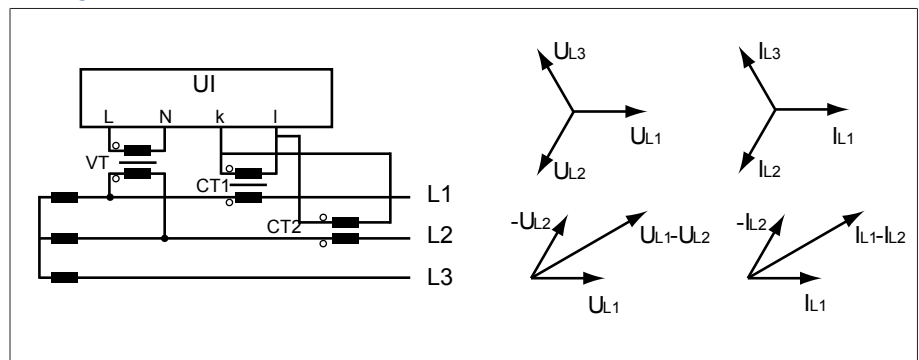 UI
L N k l
VT
CT1
CT2
L1
L2
L3
UL3
UL1
UL2
IL3
IL1
IL2
-UL2
UL1-UL2
UL1
-IL2
IL1-IL2
IL1